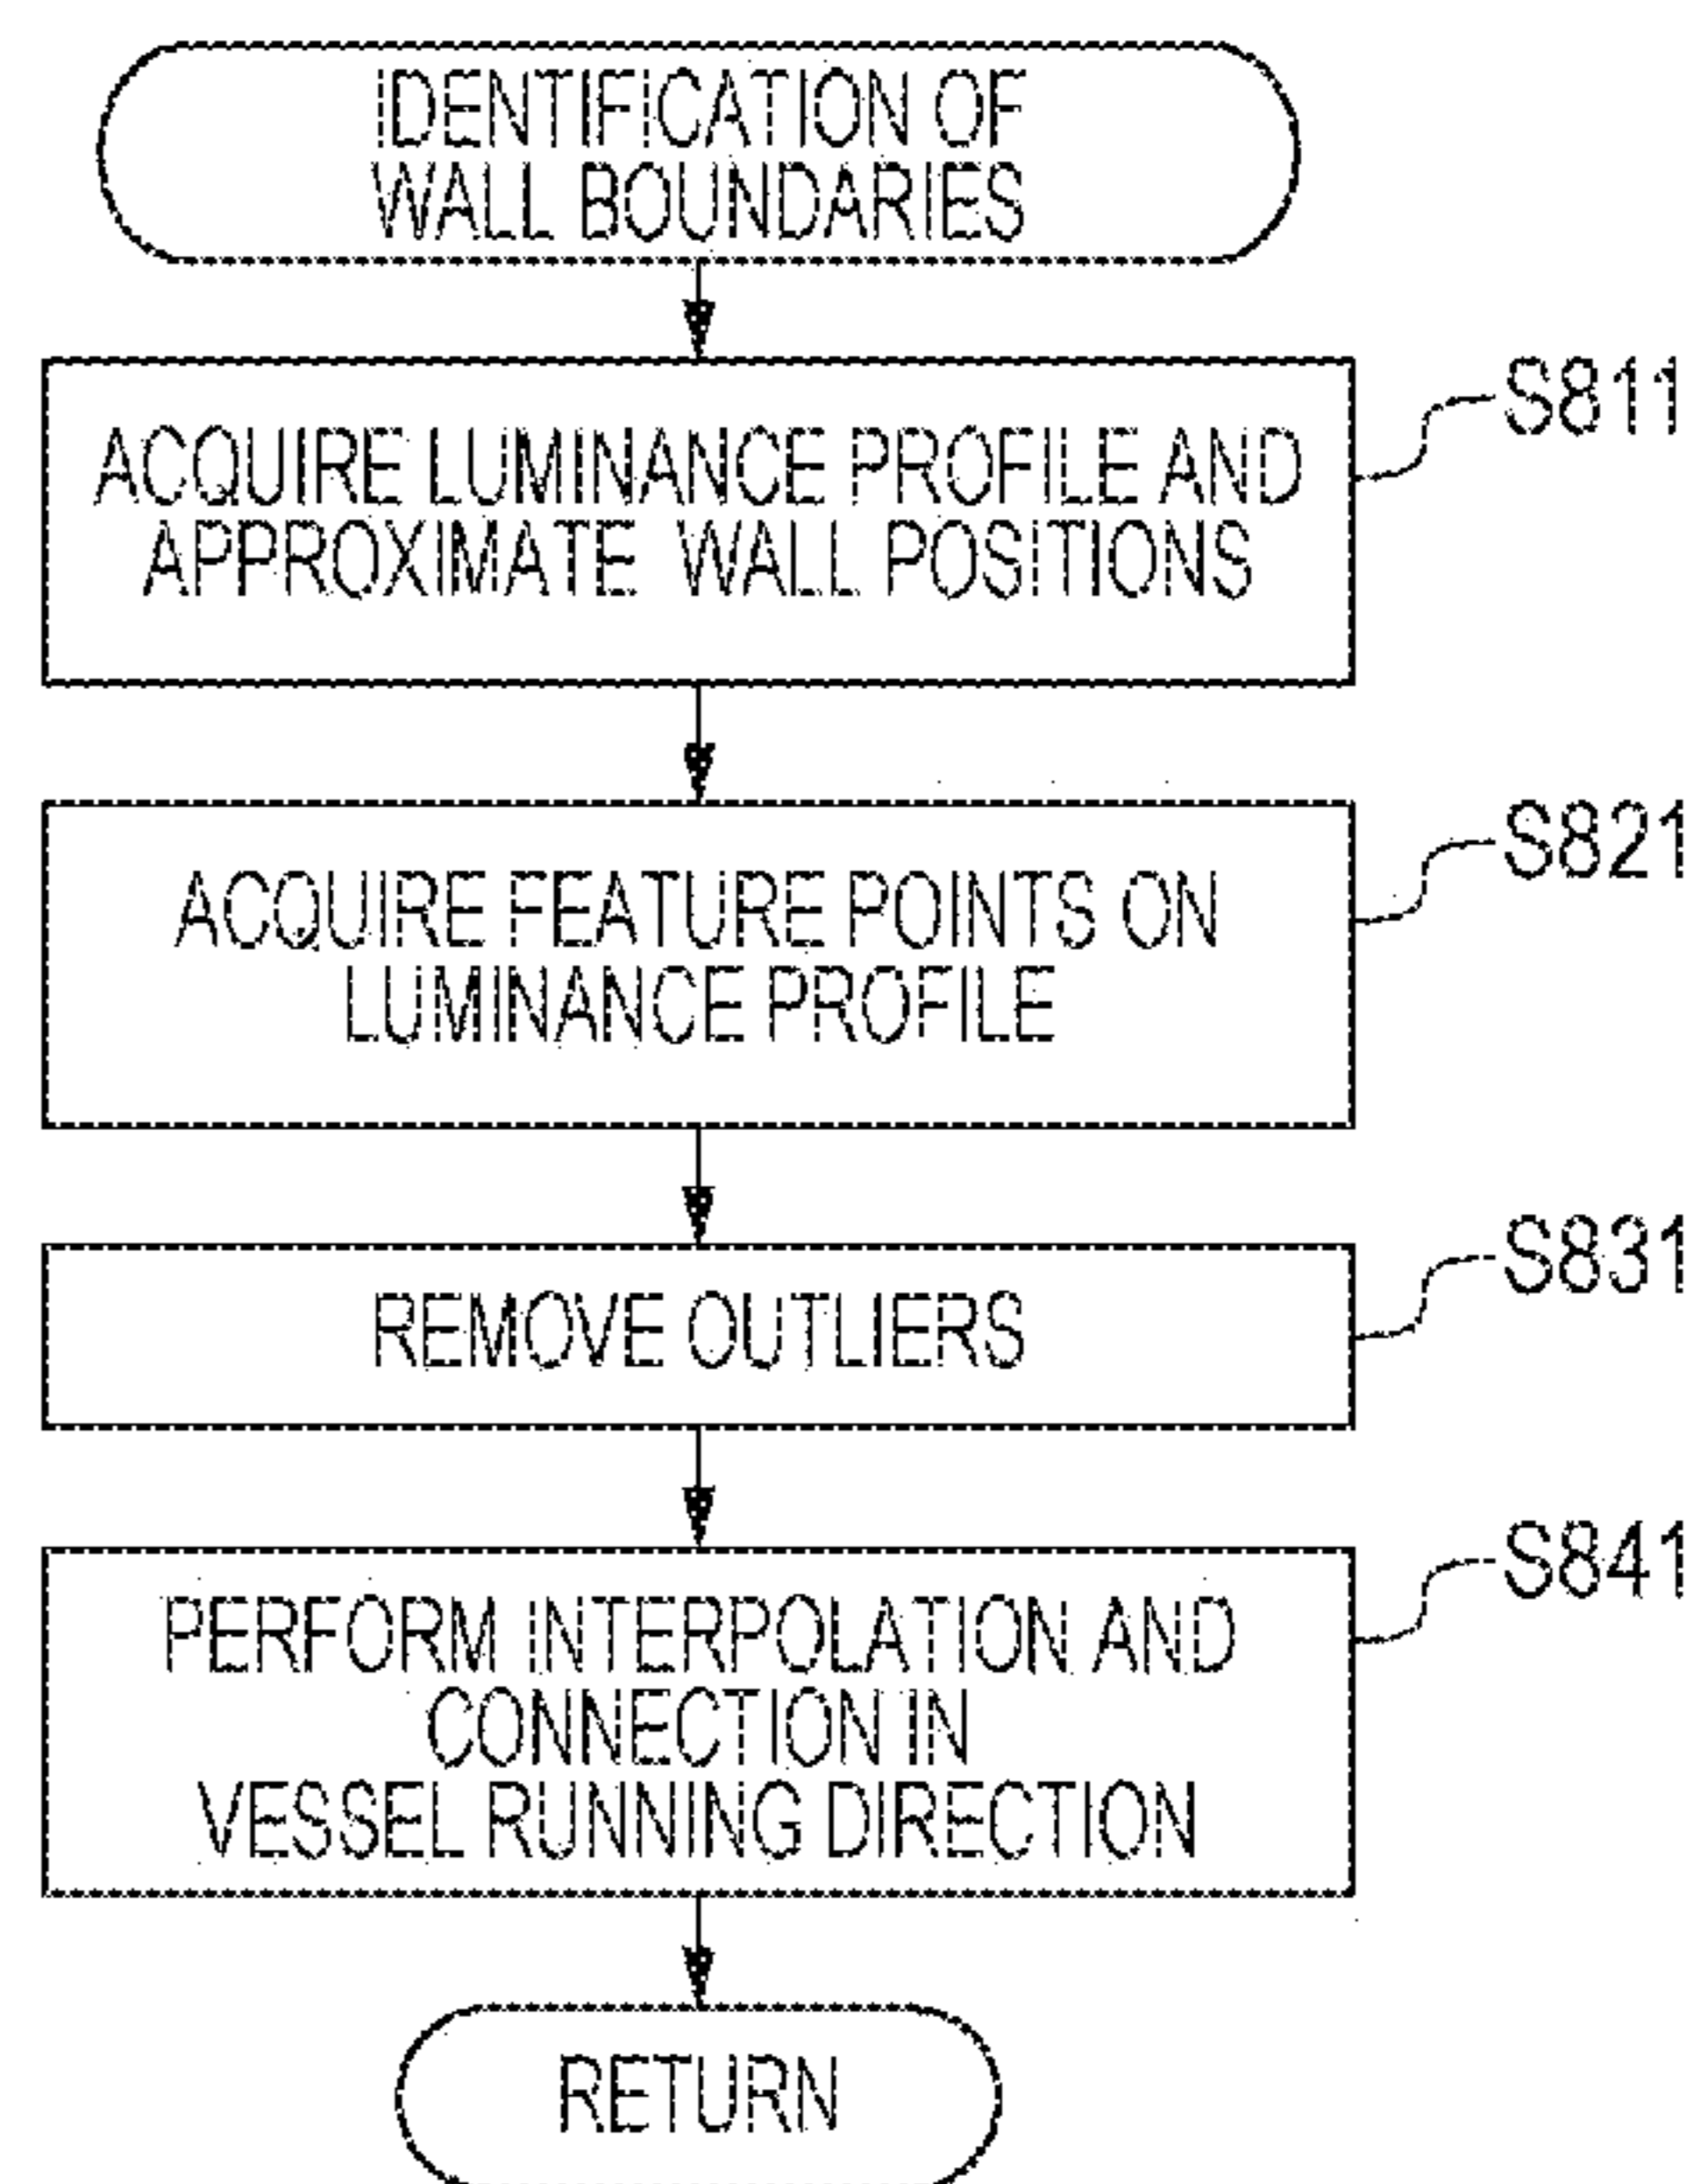 IDENTIFICATION OF
WALL BOUNDARIES
S811
ACQUIRE LUMINANCE PROFILE AND
APPROXIMATE WALL POSITIONS
S821
ACQUIRE FEATURE POINTS ON
LUMINANCE PROFILE
S831
REMOVE OUTLIERS
S841
PERFORM INTERPOLATION AND
CONNECTION IN
VESSEL RUNNING DIRECTION
RETURN